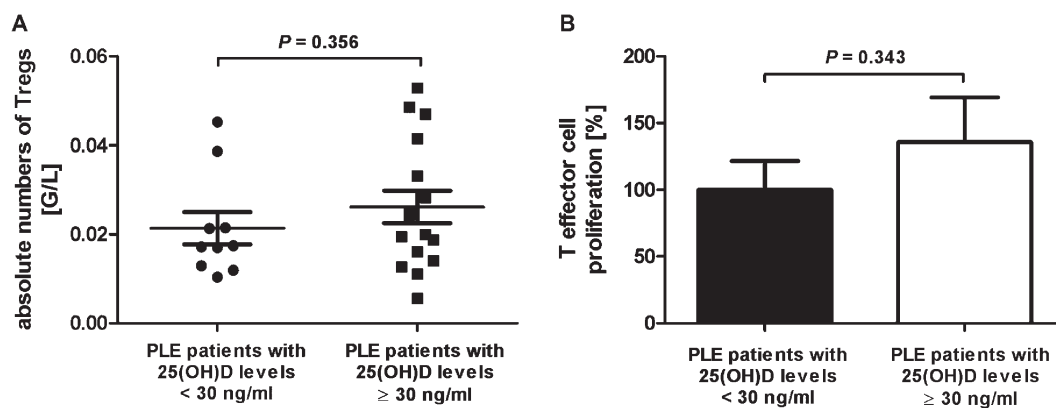 A
absolute numbers of Tregs
[G/L]
0.06
0.04
0.02
0.00
P = 0.356
PLE patients with
25(OH)D levels
< 30 ng/ml
PLE patients with
25(OH)D levels
≥ 30 ng/ml
B
T effector cell
proliferation [%]
200
150
100
50
0
P = 0.343
PLE patients with
25(OH)D levels
< 30 ng/ml
PLE patients with
25(OH)D levels
≥ 30 ng/ml